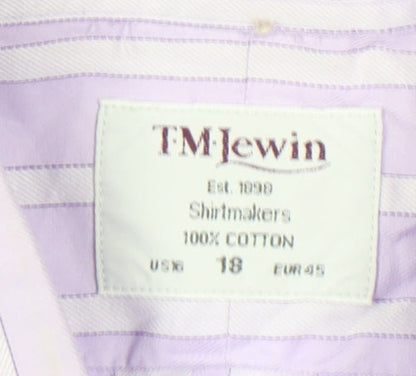 T·M·Lewin
Est. 1898
Shirtmakers
100% COTTON
US16 18 EUR45